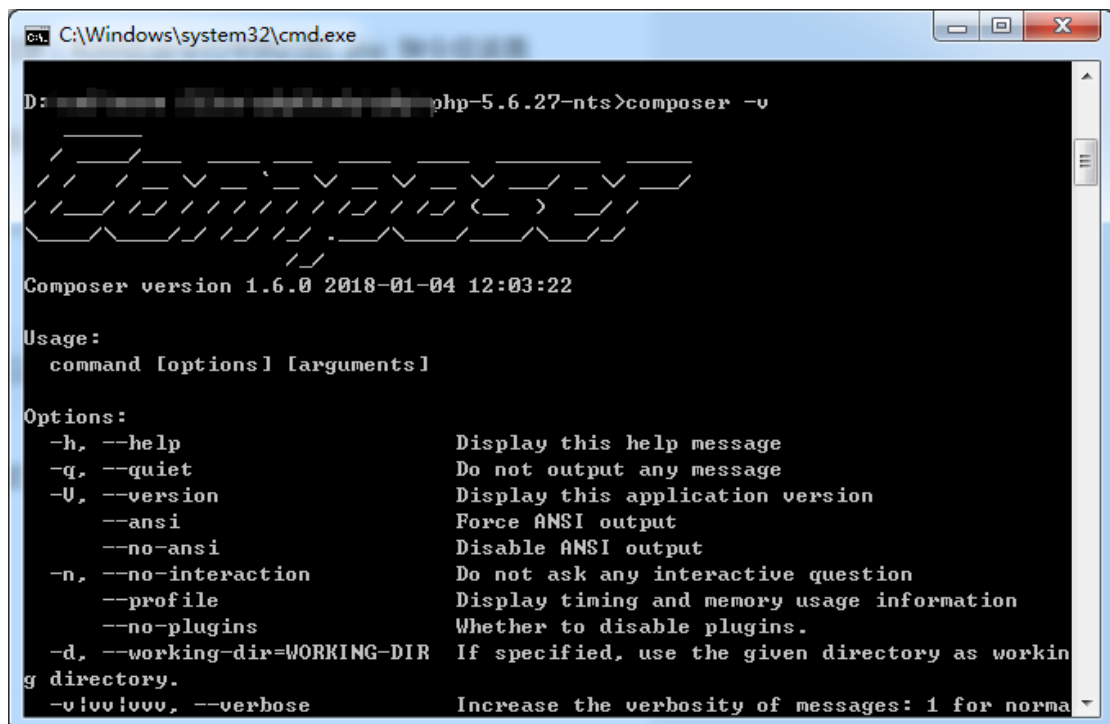 C:\Windows\system32\cmd.exe
D: php-5.6.27-nts>composer -v
Composer
Composer version 1.6.0 2018-01-04 12:03:22
Usage:
command [options] [arguments]
Options:
-h, --help Display this help message
-q, --quiet Do not output any message
-V, --version Display this application version
--ansi Force ANSI output
--no-ansi Disable ANSI output
-n, --no-interaction Do not ask any interactive question
--profile Display timing and memory usage information
--no-plugins Whether to disable plugins.
-d, --working-dir=WORKING-DIR If specified, use the given directory as workin
g directory.
-v|vv|vvv, --verbose Increase the verbosity of messages: 1 for norma